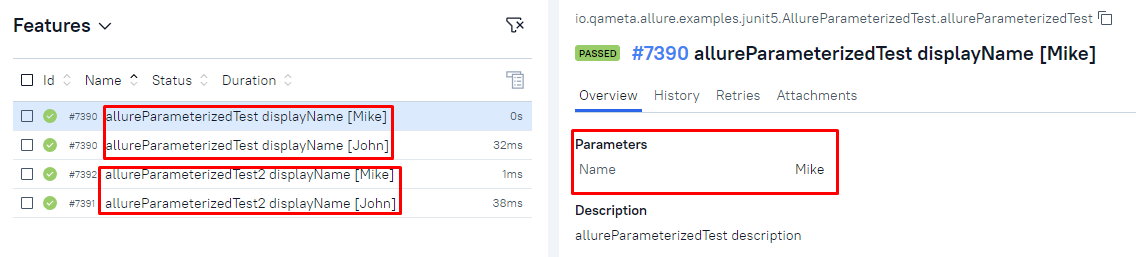 Features
Id Name Status Duration
#7390 allureParameterizedTest displayName [Mike] 0s
#7390 allureParameterizedTest displayName [John] 32ms
#7392 allureParameterizedTest2 displayName [Mike] 1ms
#7391 allureParameterizedTest2 displayName [John] 38ms
io.qameta.allure.examples.junit5.AllureParameterizedTest.allureParameterizedTest
PASSED #7390 allureParameterizedTest displayName [Mike]
Overview History Retries Attachments
Parameters
Name Mike
Description
allureParameterizedTest description